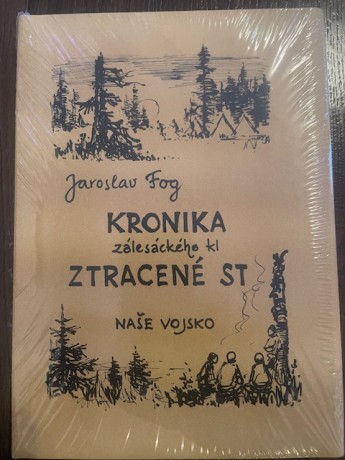 Jaroslav Fog
KRONIKA
zálesáckého kl
ZTRACENÉ ST
NAŠE VOJSKO